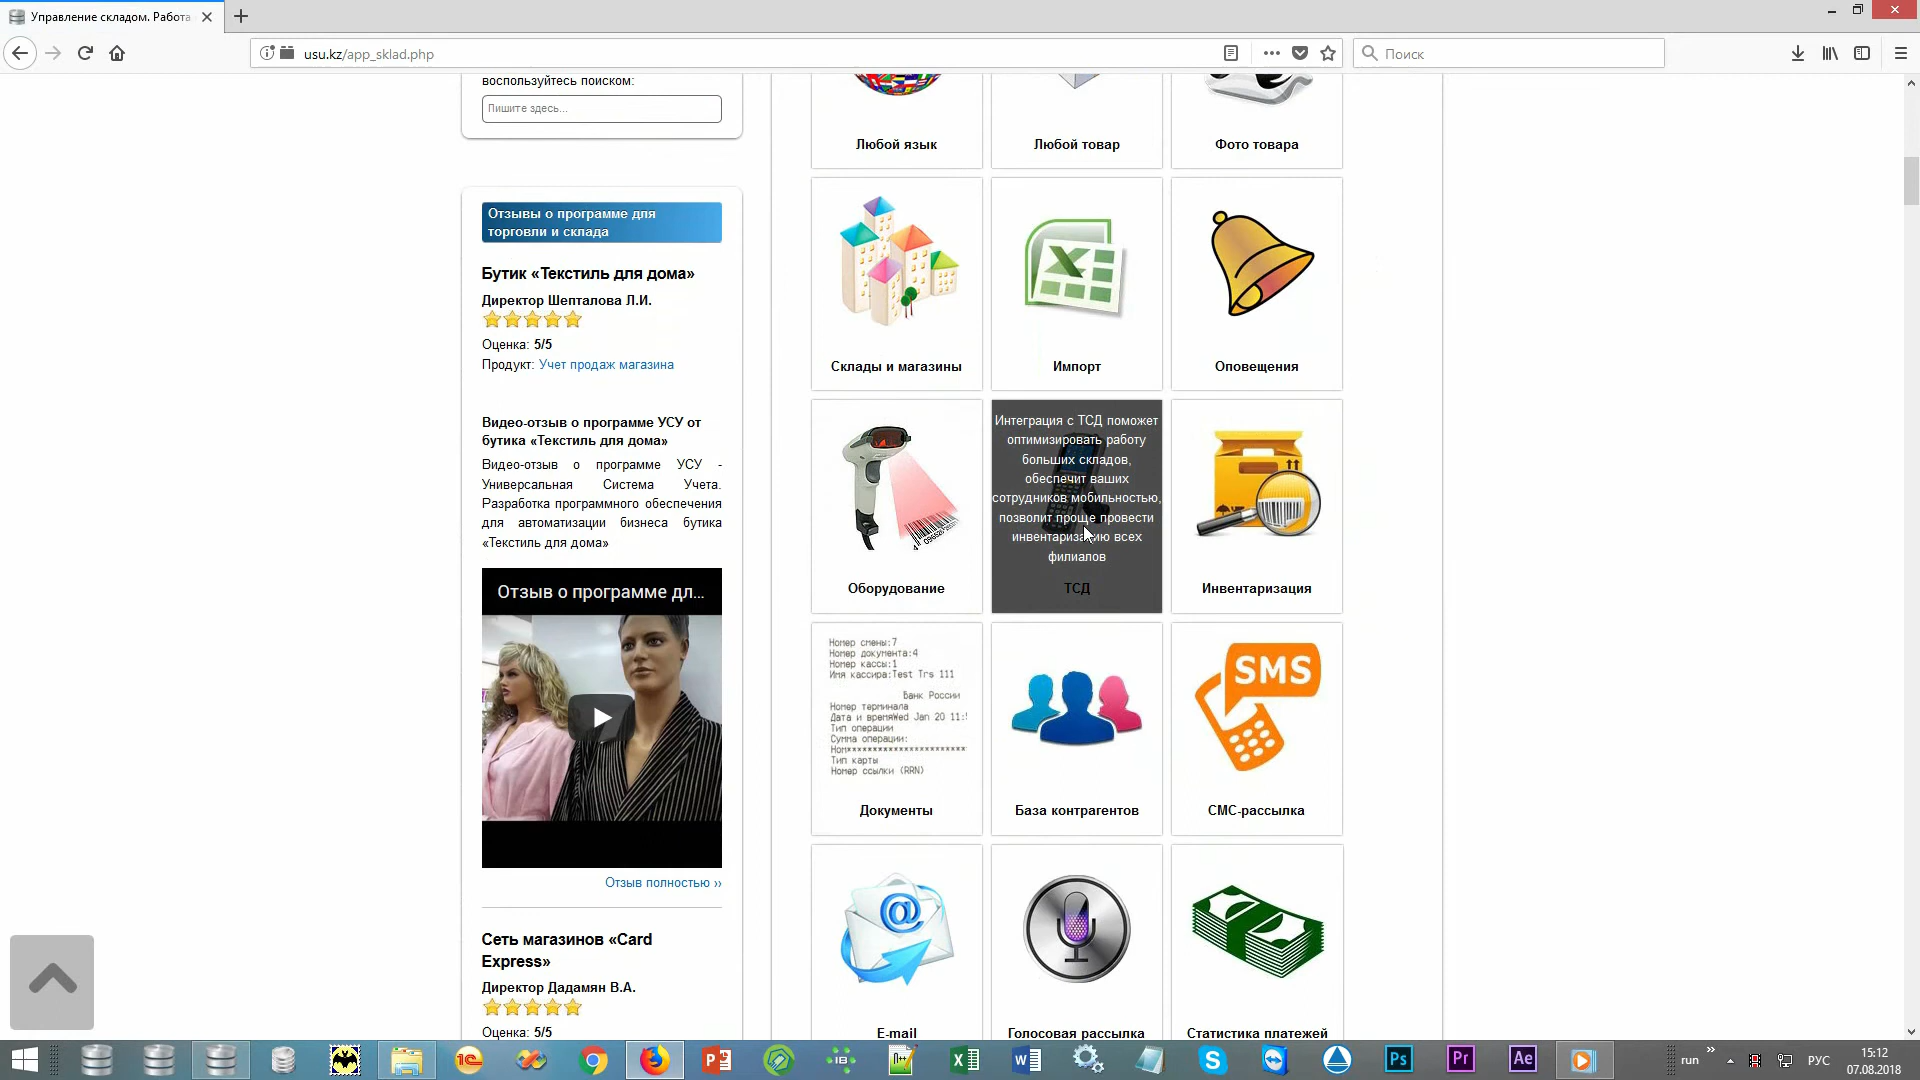 Управление складом. Работа
usu.kz/app_sklad.php
Поиск
воспользуйтесь поиском:
Пишите здесь...
Отзывы о программе для
торговли и склада
Бутик «Текстиль для дома»
Директор Шепталова Л.И.
Оценка: 5/5
Продукт: Учет продаж магазина
Видео-отзыв о программе УСУ от
бутика «Текстиль для дома»
Видео-отзыв о программе УСУ -
Универсальная Система Учета.
Разработка программного обеспечения
для автоматизации бизнеса бутика
«Текстиль для дома»
Отзыв о программе дл...
Отзыв полностью ››
Сеть магазинов «Card
Express»
Директор Дадамян В.А.
Оценка: 5/5
Любой язык
Любой товар
Фото товара
Склады и магазины
Импорт
Оповещения
Оборудование
Интеграция с ТСД поможет
оптимизировать работу
больших складов,
обеспечит ваших
сотрудников мобильностью,
позволит проще провести
инвентаризацию всех
филиалов
ТСД
Инвентаризация
Номер смены:7
Номер документа:4
Номер кассы:1
Имя кассира:Test Trs 111
Банк России
Номер терминала
Дата и времяWed Jan 20 11:5
Тип операции
Сумма операции:
Ном***********************
Тип карты
Номер ссылки (RRN)
Документы
База контрагентов
SMS
СМС-рассылка
@
E-mail
Голосовая рассылка
Статистика платежей
run
РУС
15:12
07.08.2018